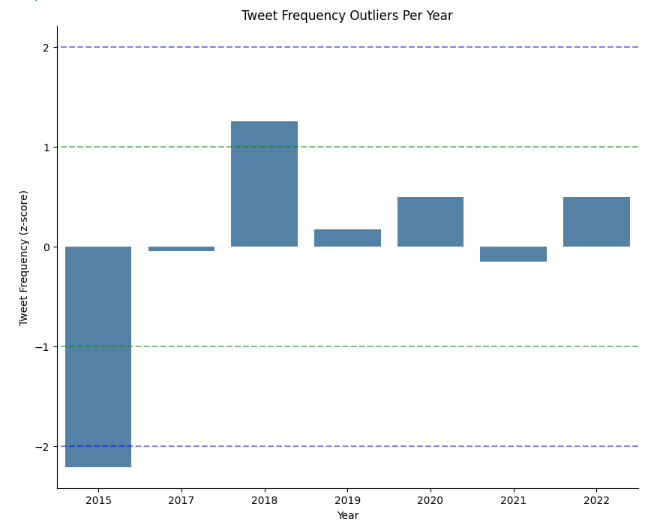 Tweet Frequency Outliers Per Year
2
1
0
−1
−2
Tweet Frequency (z-score)
2015 2017 2018 2019 2020 2021 2022
Year